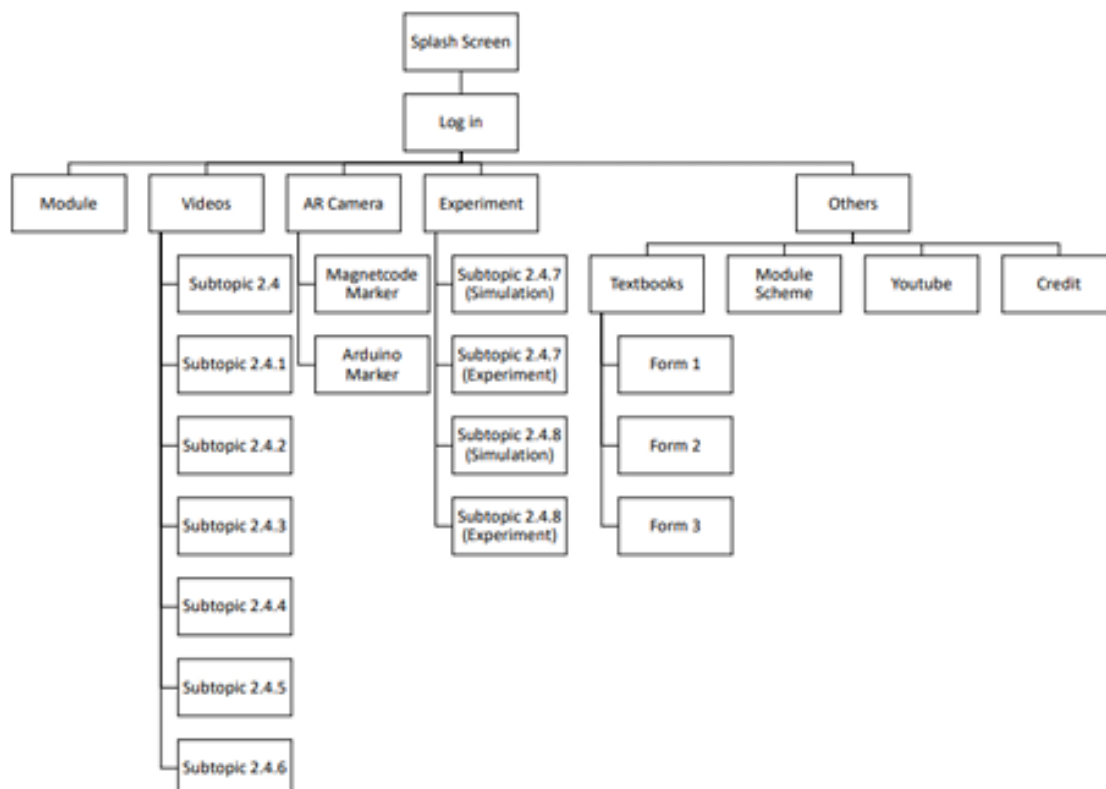 Splash Screen
Log in
Module
Videos
AR Camera
Experiment
Others
Subtopic 2.4
Subtopic 2.4.1
Subtopic 2.4.2
Subtopic 2.4.3
Subtopic 2.4.4
Subtopic 2.4.5
Subtopic 2.4.6
Magnetcode
Marker
Arduino
Marker
Subtopic 2.4.7
(Simulation)
Subtopic 2.4.7
(Experiment)
Subtopic 2.4.8
(Simulation)
Subtopic 2.4.8
(Experiment)
Textbooks
Module
Scheme
Youtube
Credit
Form 1
Form 2
Form 3